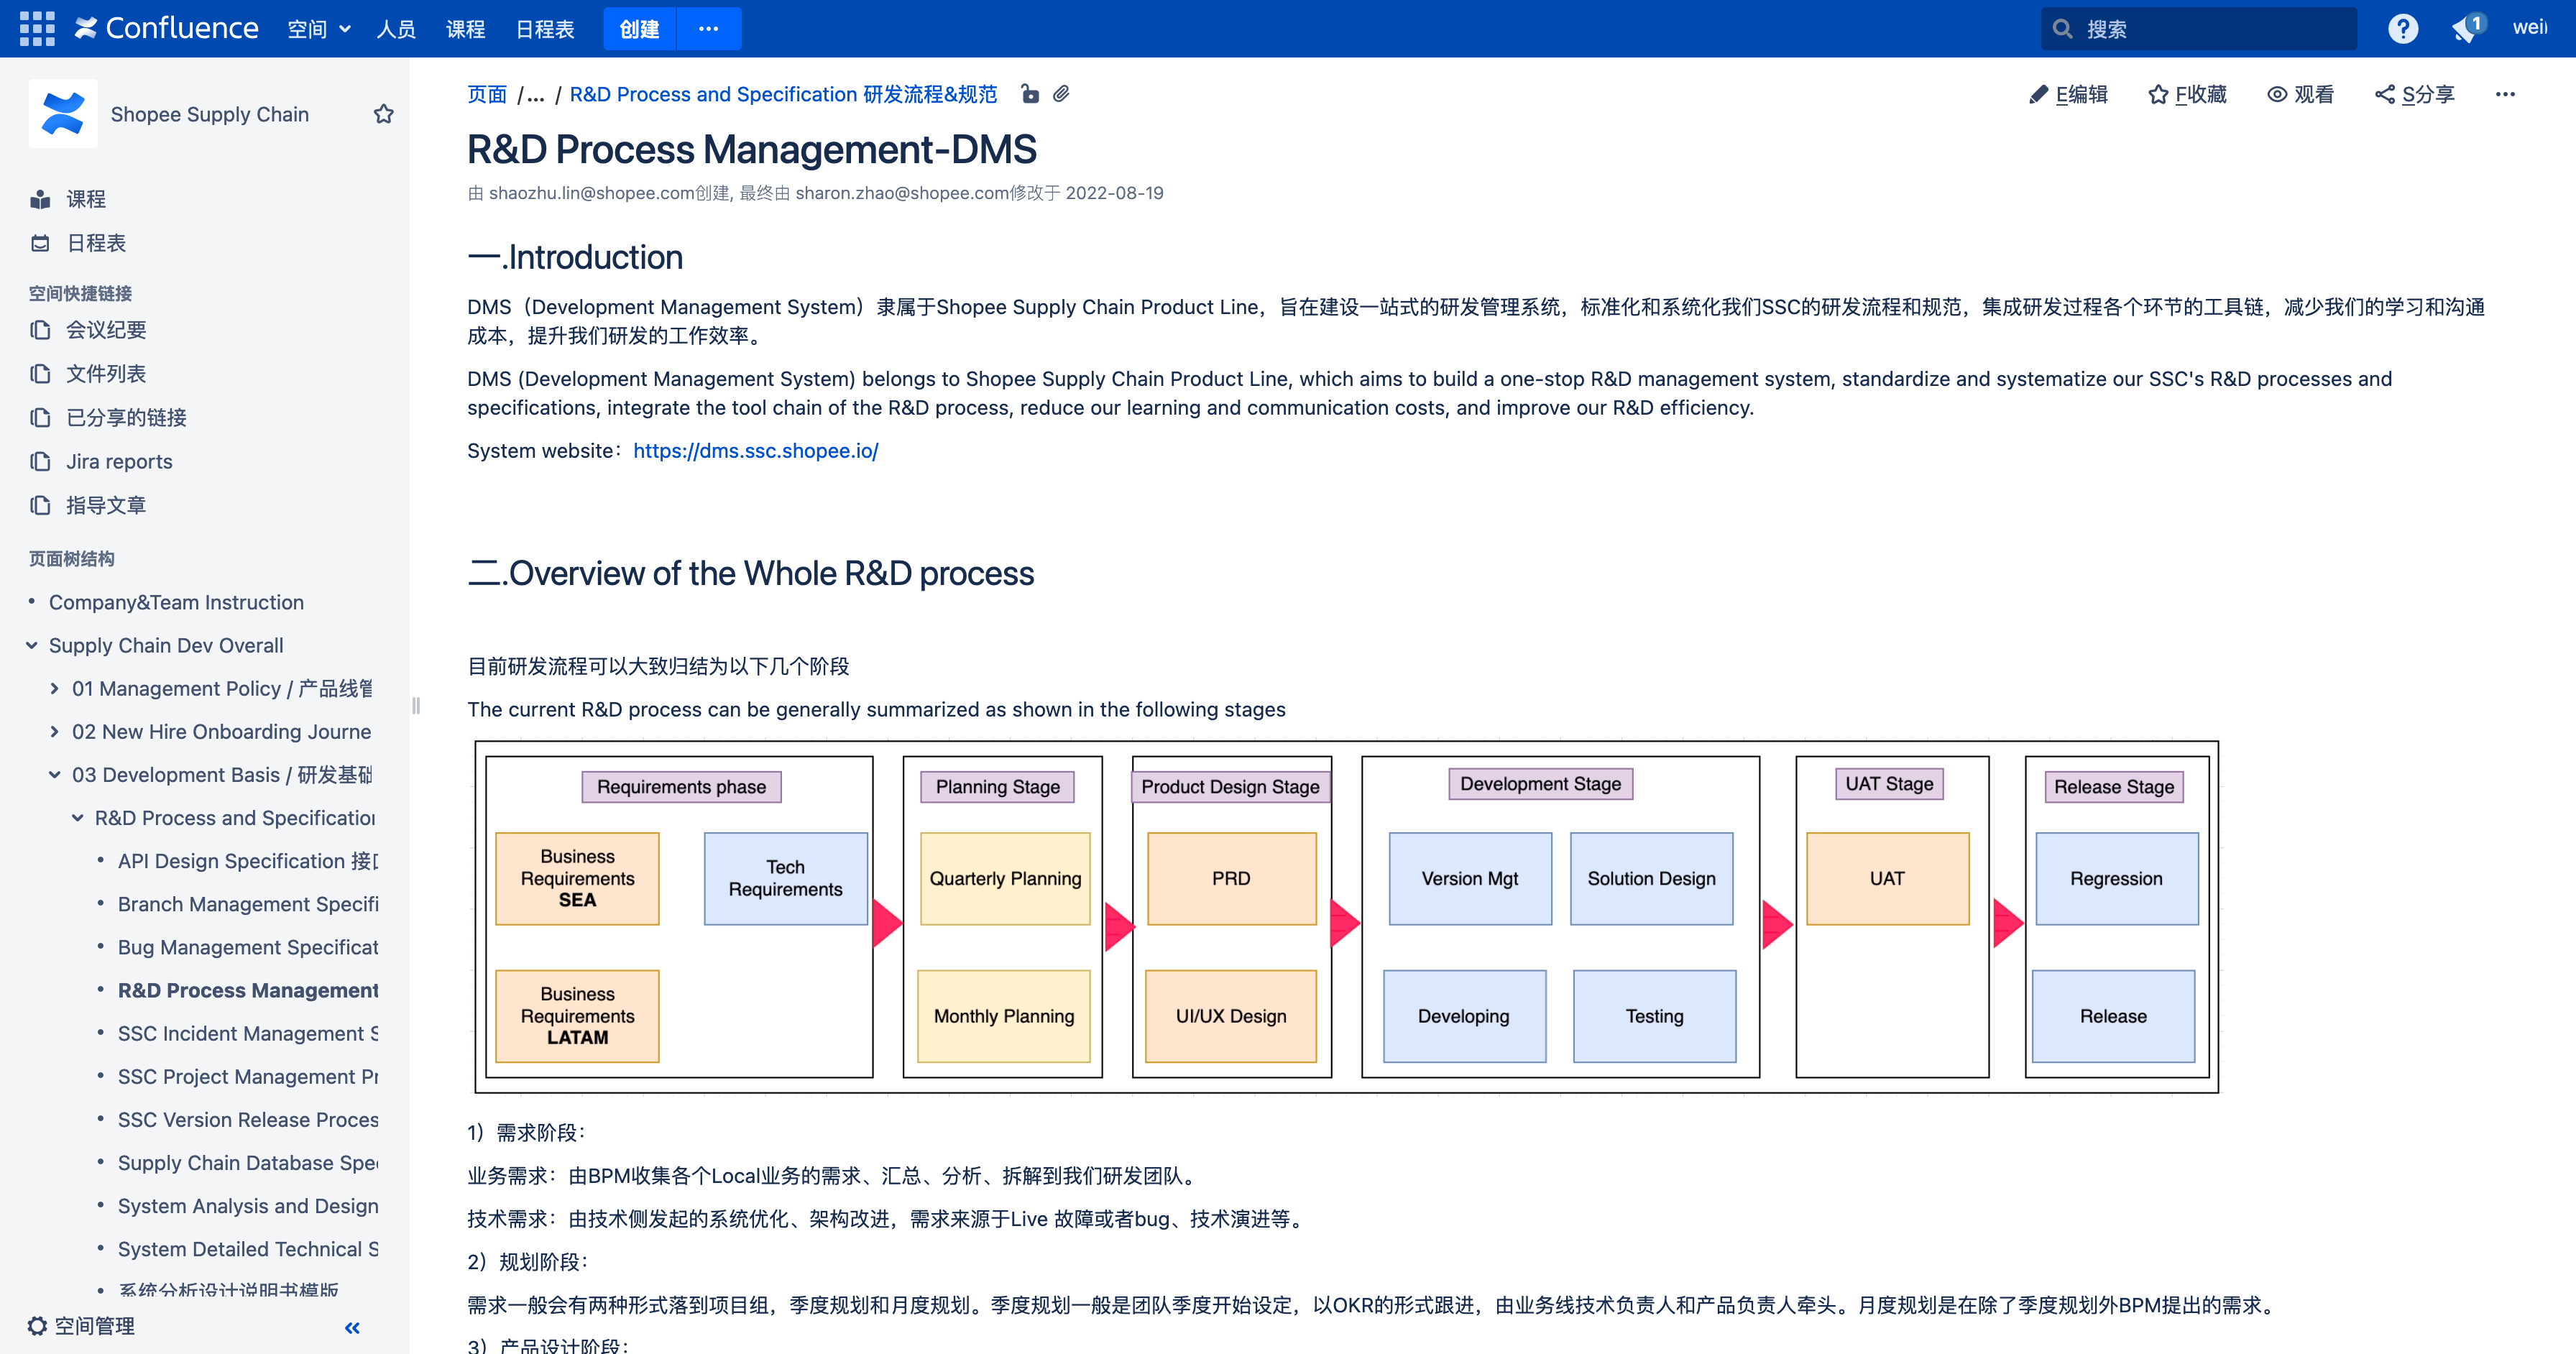 Confluence 空间 人员 课程 日程表 创建 ··· 搜索 ? 1
Shopee Supply Chain
课程
日程表
空间快捷链接
会议纪要
文件列表
已分享的链接
Jira reports
指导文章
页面树结构
Company&Team Instruction
Supply Chain Dev Overall
01 Management Policy / 产品线管
02 New Hire Onboarding Journe
03 Development Basis / 研发基础
R&D Process and Specification
API Design Specification 接口
Branch Management Specifi
Bug Management Specificat
R&D Process Management
SSC Incident Management S
SSC Project Management Pr
SSC Version Release Proces
Supply Chain Database Spe
System Analysis and Design
System Detailed Technical S
系统分析设计说明书模版
空间管理
页面 /... / R&D Process and Specification 研发流程&规范
E编辑 F收藏 观看 S分享 ···
R&D Process Management-DMS
由 shaozhu.lin@shopee.com创建, 最终由 sharon.zhao@shopee.com修改于 2022-08-19
一.Introduction
DMS（Development Management System）隶属于Shopee Supply Chain Product Line，旨在建设一站式的研发管理系统，标准化和系统化我们SSC的研发流程和规范，集成研发过程各个环节的工具链，减少我们的学习和沟通
成本，提升我们研发的工作效率。
DMS (Development Management System) belongs to Shopee Supply Chain Product Line, which aims to build a one-stop R&D management system, standardize and systematize our SSC's R&D processes and
specifications, integrate the tool chain of the R&D process, reduce our learning and communication costs, and improve our R&D efficiency.
System website：https://dms.ssc.shopee.io/
二.Overview of the Whole R&D process
目前研发流程可以大致归结为以下几个阶段
The current R&D process can be generally summarized as shown in the following stages
Requirements phase
Business
Requirements
SEA
Tech
Requirements
Business
Requirements
LATAM
Planning Stage
Quarterly Planning
Monthly Planning
Product Design Stage
PRD
UI/UX Design
Development Stage
Version Mgt
Solution Design
Developing
Testing
UAT Stage
UAT
Release Stage
Regression
Release
1）需求阶段：
业务需求：由BPM收集各个Local业务的需求、汇总、分析、拆解到我们研发团队。
技术需求：由技术侧发起的系统优化、架构改进，需求来源于Live 故障或者bug、技术演进等。
2）规划阶段：
需求一般会有两种形式落到项目组，季度规划和月度规划。季度规划一般是团队季度开始设定，以OKR的形式跟进，由业务线技术负责人和产品负责人牵头。月度规划是在除了季度规划外BPM提出的需求。
3）产品设计阶段：